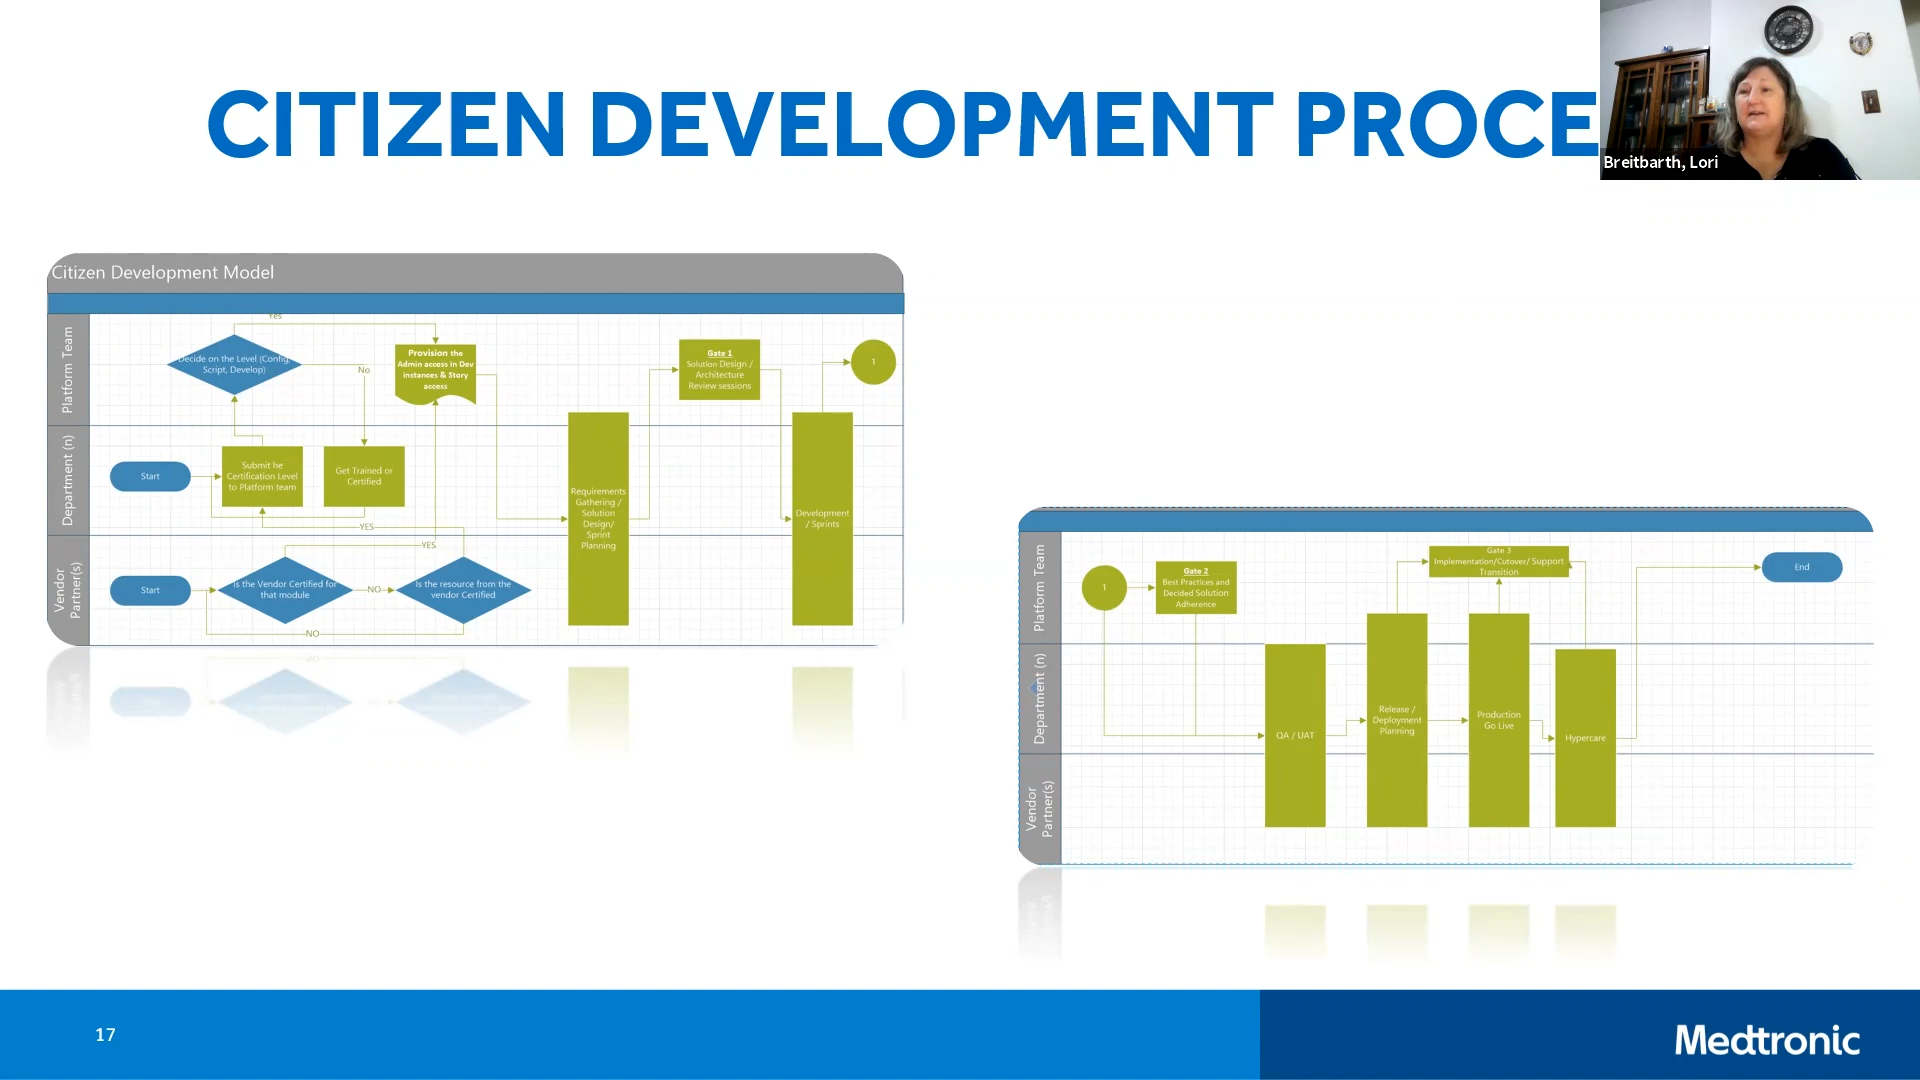 CITIZEN DEVELOPMENT PROCE
Breitbarth, Lori
Citizen Development Model
Platform Team
Department (n)
Vendor
Partner(s)
Yes
Decide on the Level (Config,
Script, Develop)
No
Provision the
Admin access in Dev
instances & Story
access
Gate 1
Solution Design /
Architecture
Review sessions
1
Start
Submit he
Certification Level
to Platform team
Get Trained or
Certified
YES
YES
Requirements
Gathering /
Solution
Design/
Sprint
Planning
Development
/ Sprints
Start
Is the Vendor Certified for
that module
NO
Is the resource from the
vendor Certified
NO
Platform Team
Department (n)
Vendor
Partner(s)
1
Gate 2
Best Practices and
Decided Solution
Adherence
Gate 3
Implementation/Cutover/ Support
Transition
End
QA / UAT
Release /
Deployment
Planning
Production
Go Live
Hypercare
17
Medtronic